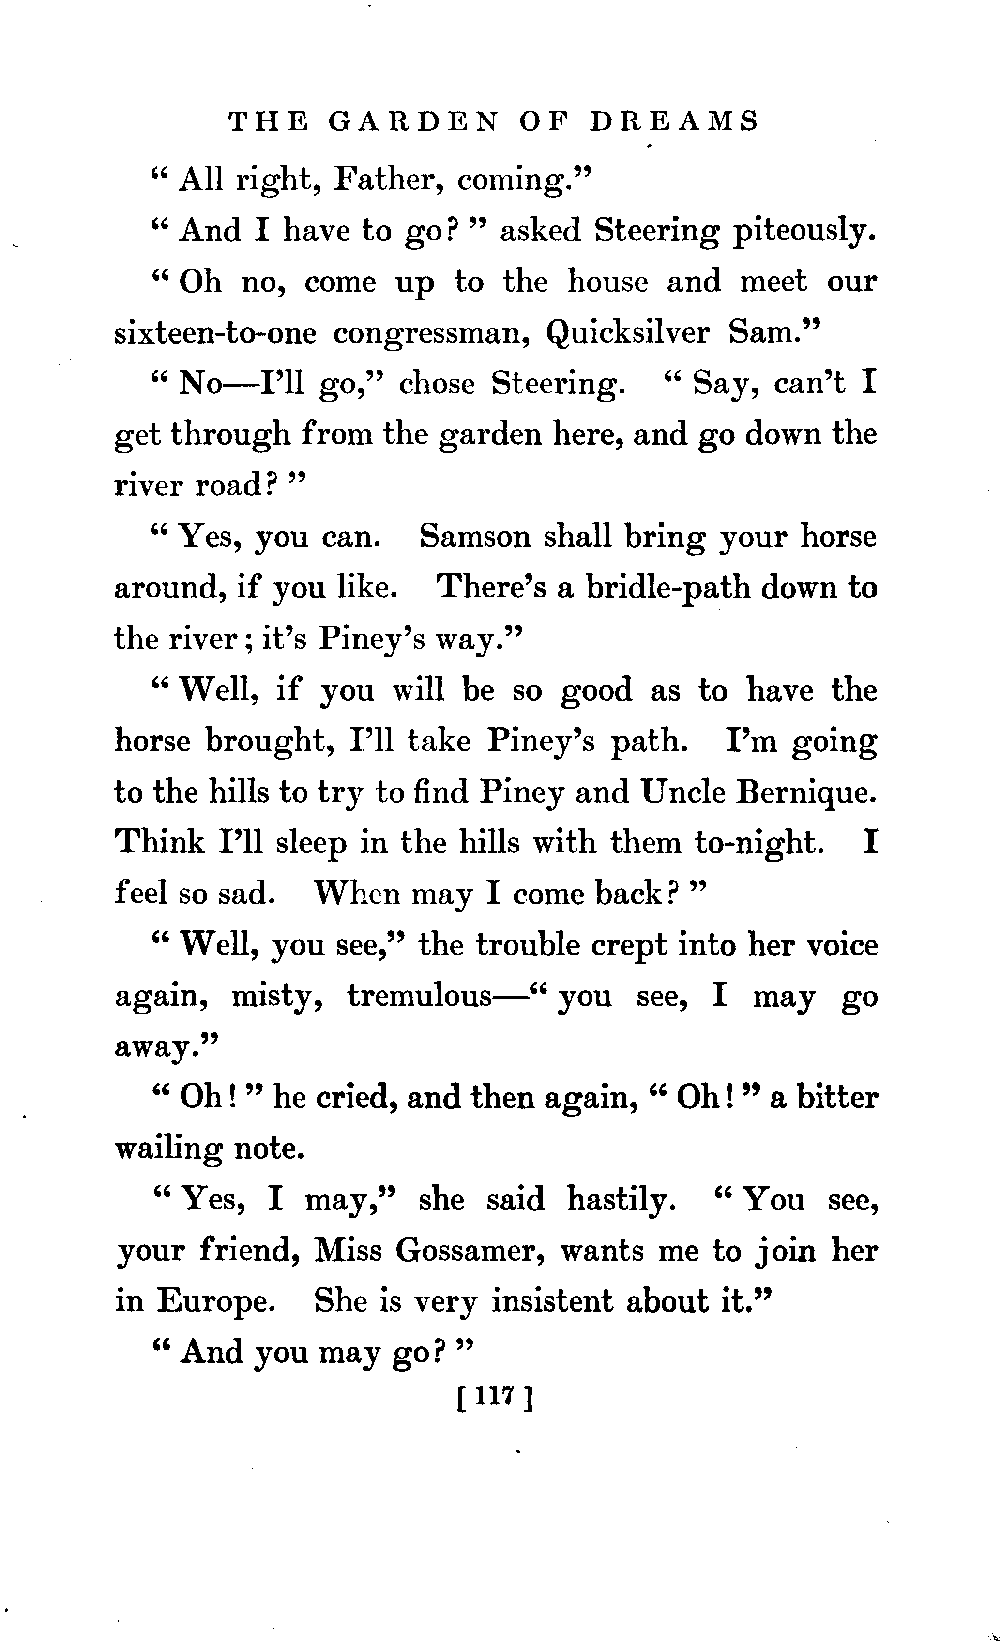 THE GARDEN OF DREAMS
“ All right, Father, coming.”
“ And I have to go? ” asked Steering piteously.
“ Oh no, come up to the house and meet our
sixteen-to-one congressman, Quicksilver Sam.”
“ No—I’ll go,” chose Steering. “ Say, can’t I
get through from the garden here, and go down the
river road? ”
“ Yes, you can. Samson shall bring your horse
around, if you like. There’s a bridle-path down to
the river; it’s Piney’s way.”
“ Well, if you will be so good as to have the
horse brought, I’ll take Piney’s path. I’m going
to the hills to try to find Piney and Uncle Bernique.
Think I’ll sleep in the hills with them to-night. I
feel so sad. When may I come back? ”
“ Well, you see,” the trouble crept into her voice
again, misty, tremulous—“ you see, I may go
away.”
“ Oh! ” he cried, and then again, “ Oh! ” a bitter
wailing note.
“ Yes, I may,” she said hastily. “ You see,
your friend, Miss Gossamer, wants me to join her
in Europe. She is very insistent about it.”
“ And you may go? ”
[ 117 ]